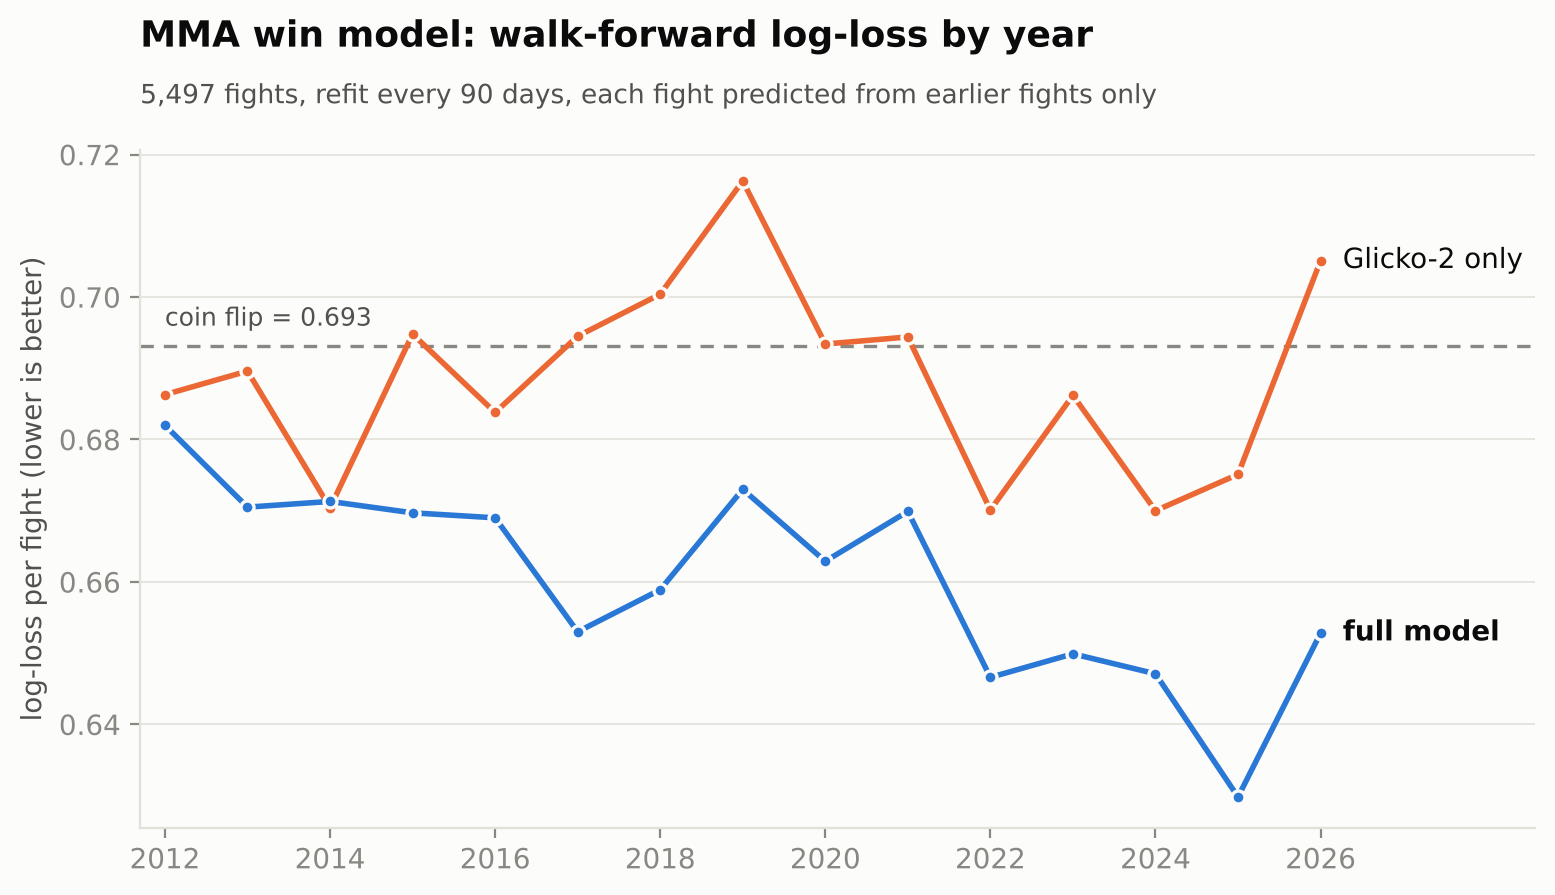 MMA win model: walk-forward log-loss by year
5,497 fights, refit every 90 days, each fight predicted from earlier fights only
log-loss per fight (lower is better)
0.72
0.70
0.68
0.66
0.64
coin flip = 0.693
Glicko-2 only
full model
2012 2014 2016 2018 2020 2022 2024 2026